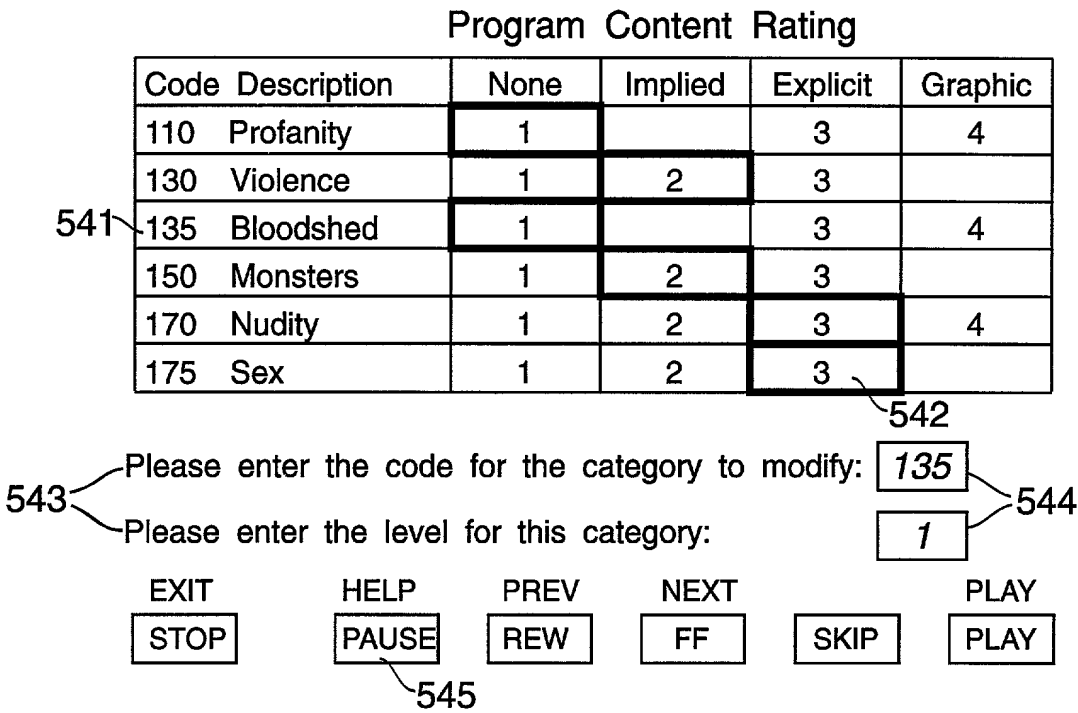 Program Content Rating
Code Description None Implied Explicit Graphic
110 Profanity 1 3 4
130 Violence 1 2 3
541 135 Bloodshed 1 3 4
150 Monsters 1 2 3
170 Nudity 1 2 3 4
175 Sex 1 2 3
542
Please enter the code for the category to modify: 135
543 544
Please enter the level for this category: 1
EXIT HELP PREV NEXT PLAY
STOP PAUSE REW FF SKIP PLAY
545